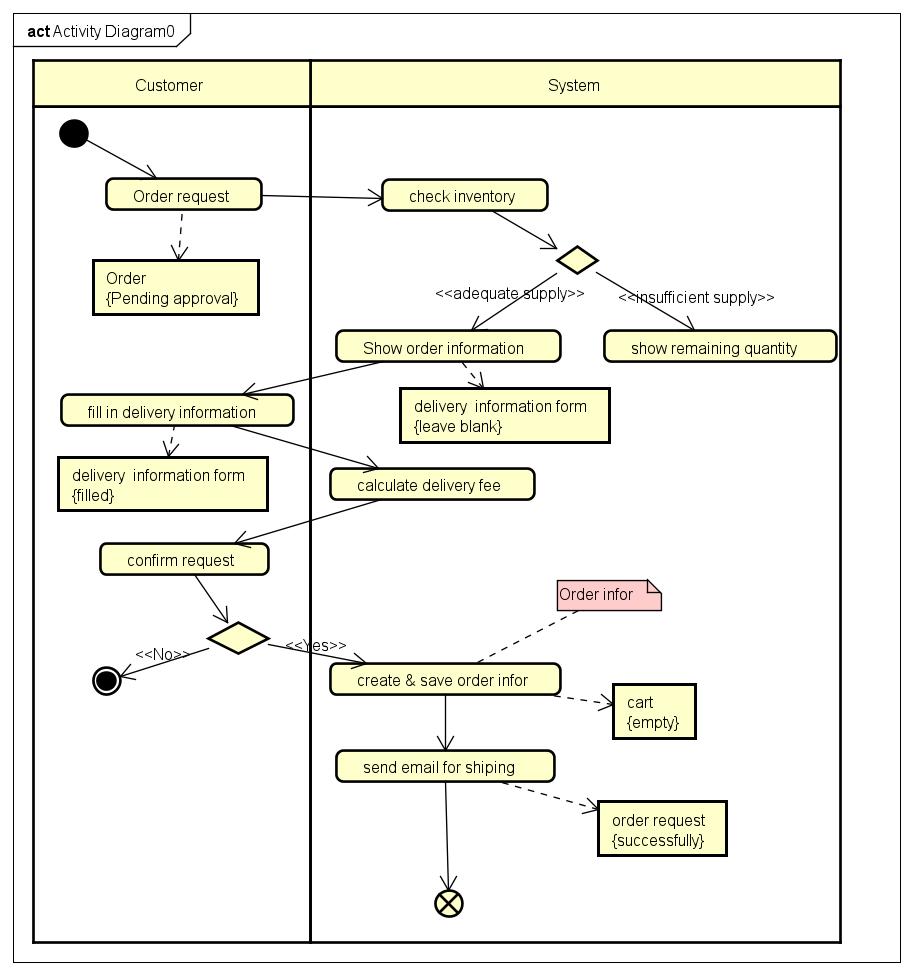 act Activity Diagram0
Customer
System
Order request
check inventory
Order
{Pending approval}
<<adequate supply>>
<<insufficient supply>>
Show order information
show remaining quantity
fill in delivery information
delivery  information form
{leave blank}
delivery  information form
{filled}
calculate delivery fee
confirm request
Order infor
<<No>>
<<Yes>>
create & save order infor
cart
{empty}
send email for shiping
order request
{successfully}